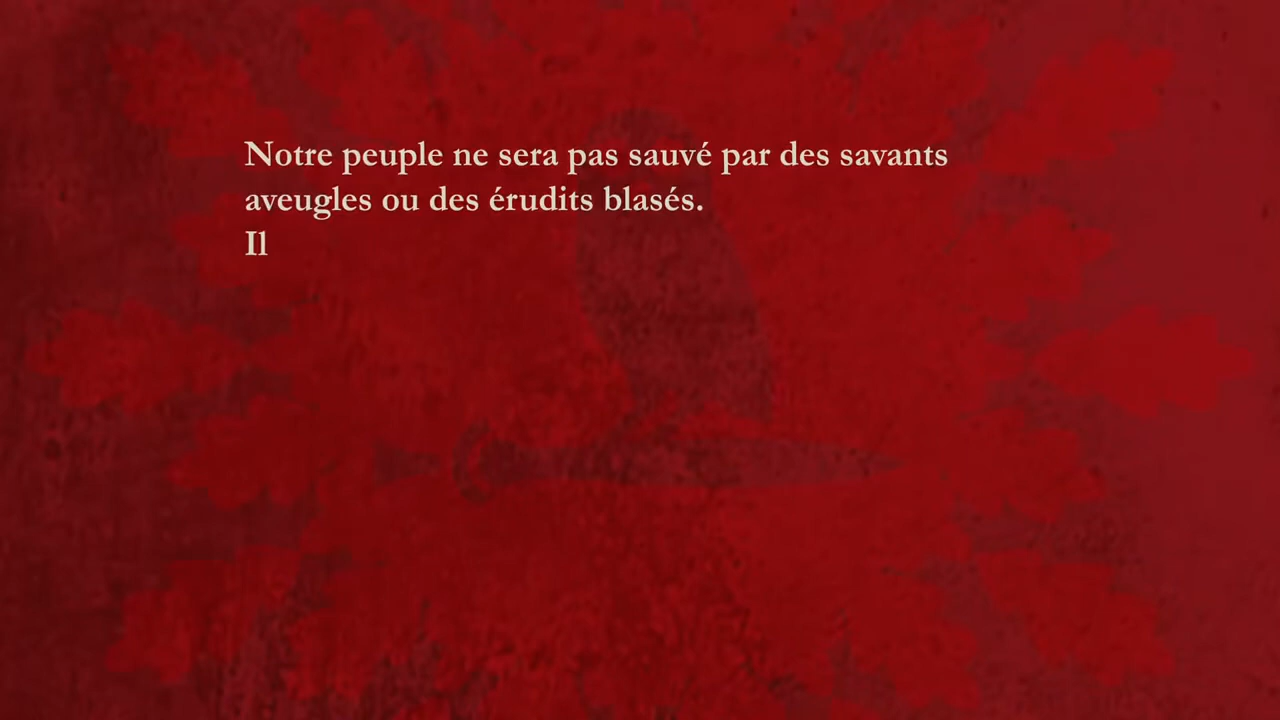 Notre peuple ne sera pas sauvé par des savants
aveugles ou des érudits blasés.
Il